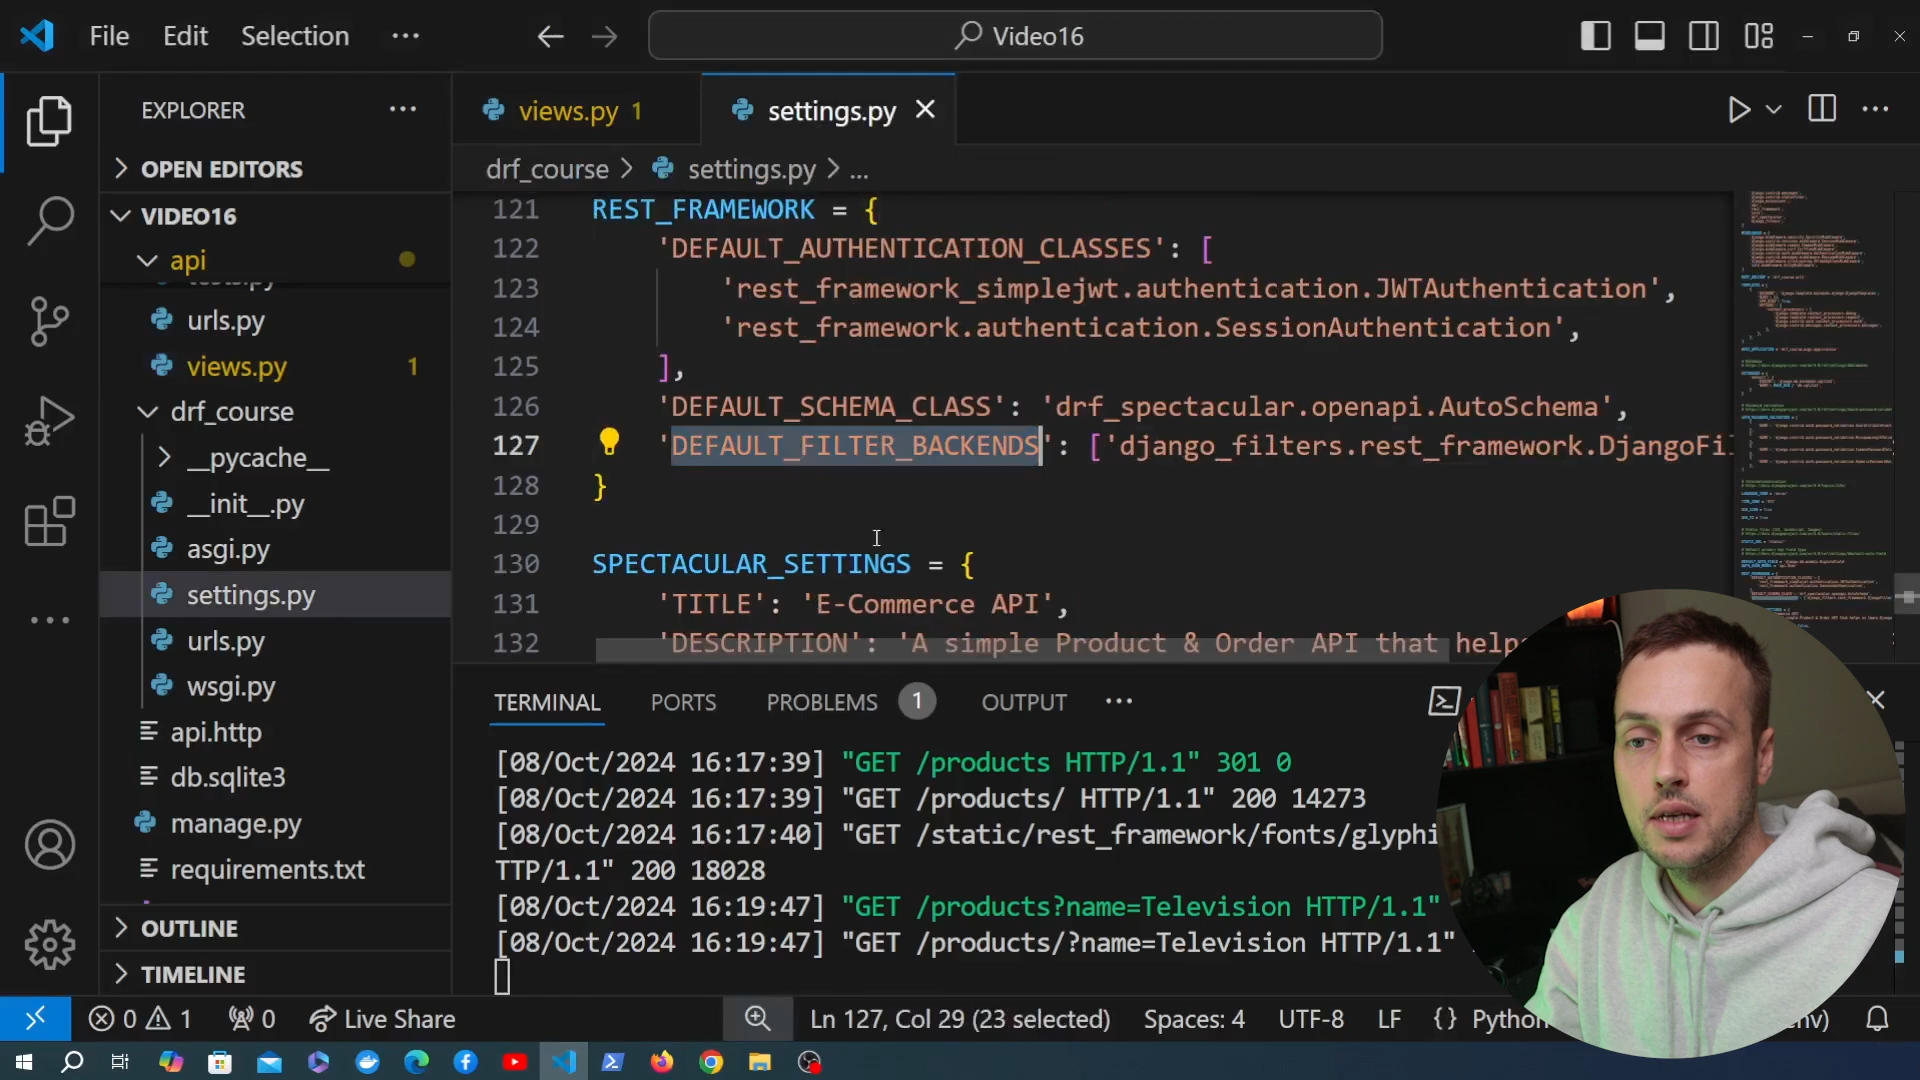 File Edit Selection ...
Video16
EXPLORER
OPEN EDITORS
VIDEO16
api
urls.py
views.py 1
drf_course
__pycache__
__init__.py
asgi.py
settings.py
urls.py
wsgi.py
api.http
db.sqlite3
manage.py
requirements.txt
OUTLINE
TIMELINE
views.py 1
settings.py
drf_course > settings.py > ...
121 REST_FRAMEWORK = {
122 'DEFAULT_AUTHENTICATION_CLASSES': [
123 'rest_framework_simplejwt.authentication.JWTAuthentication',
124 'rest_framework.authentication.SessionAuthentication',
125 ],
126 'DEFAULT_SCHEMA_CLASS': 'drf_spectacular.openapi.AutoSchema',
127 'DEFAULT_FILTER_BACKENDS': ['django_filters.rest_framework.DjangoFil
128 }
129
130 SPECTACULAR_SETTINGS = {
131 'TITLE': 'E-Commerce API',
132 'DESCRIPTION': 'A simple Product & Order API that helps
TERMINAL PORTS PROBLEMS 1 OUTPUT ...
[08/Oct/2024 16:17:39] "GET /products HTTP/1.1" 301 0
[08/Oct/2024 16:17:39] "GET /products/ HTTP/1.1" 200 14273
[08/Oct/2024 16:17:40] "GET /static/rest_framework/fonts/glyphi
TTP/1.1" 200 18028
[08/Oct/2024 16:19:47] "GET /products?name=Television HTTP/1.1"
[08/Oct/2024 16:19:47] "GET /products/?name=Television HTTP/1.1"
0 1 0 Live Share Ln 127, Col 29 (23 selected) Spaces: 4 UTF-8 LF {} Python